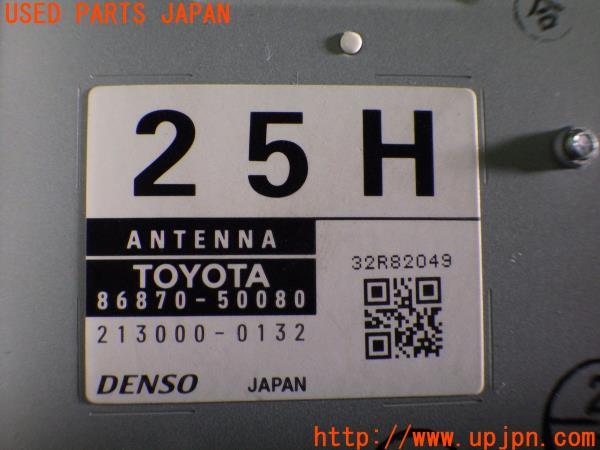 USED PARTS JAPAN
25H
ANTENNA
TOYOTA
86870-50080
213000-0132
32R82049
DENSO JAPAN
http://www.upjpn.com/